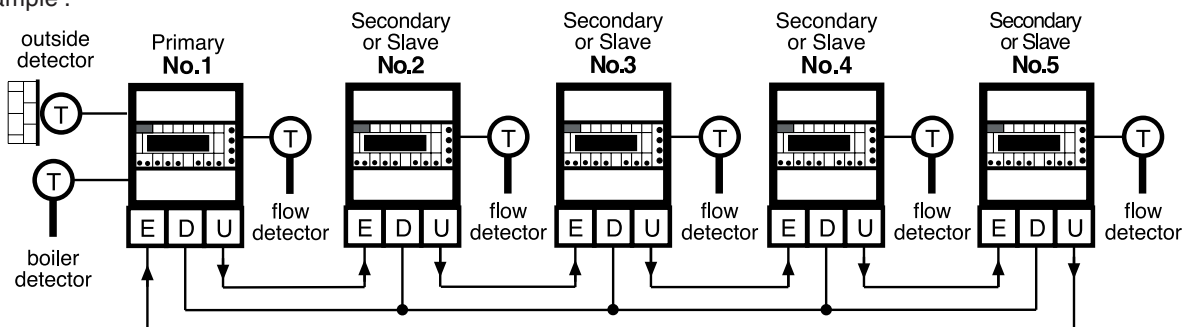 ample :
outside
detector
Primary
No.1
Secondary
or Slave
No.2
Secondary
or Slave
No.3
Secondary
or Slave
No.4
Secondary
or Slave
No.5
T
T
T
T
T
T
T
boiler
detector
flow
detector
flow
detector
flow
detector
flow
detector
flow
detector
E D U
E D U
E D U
E D U
E D U